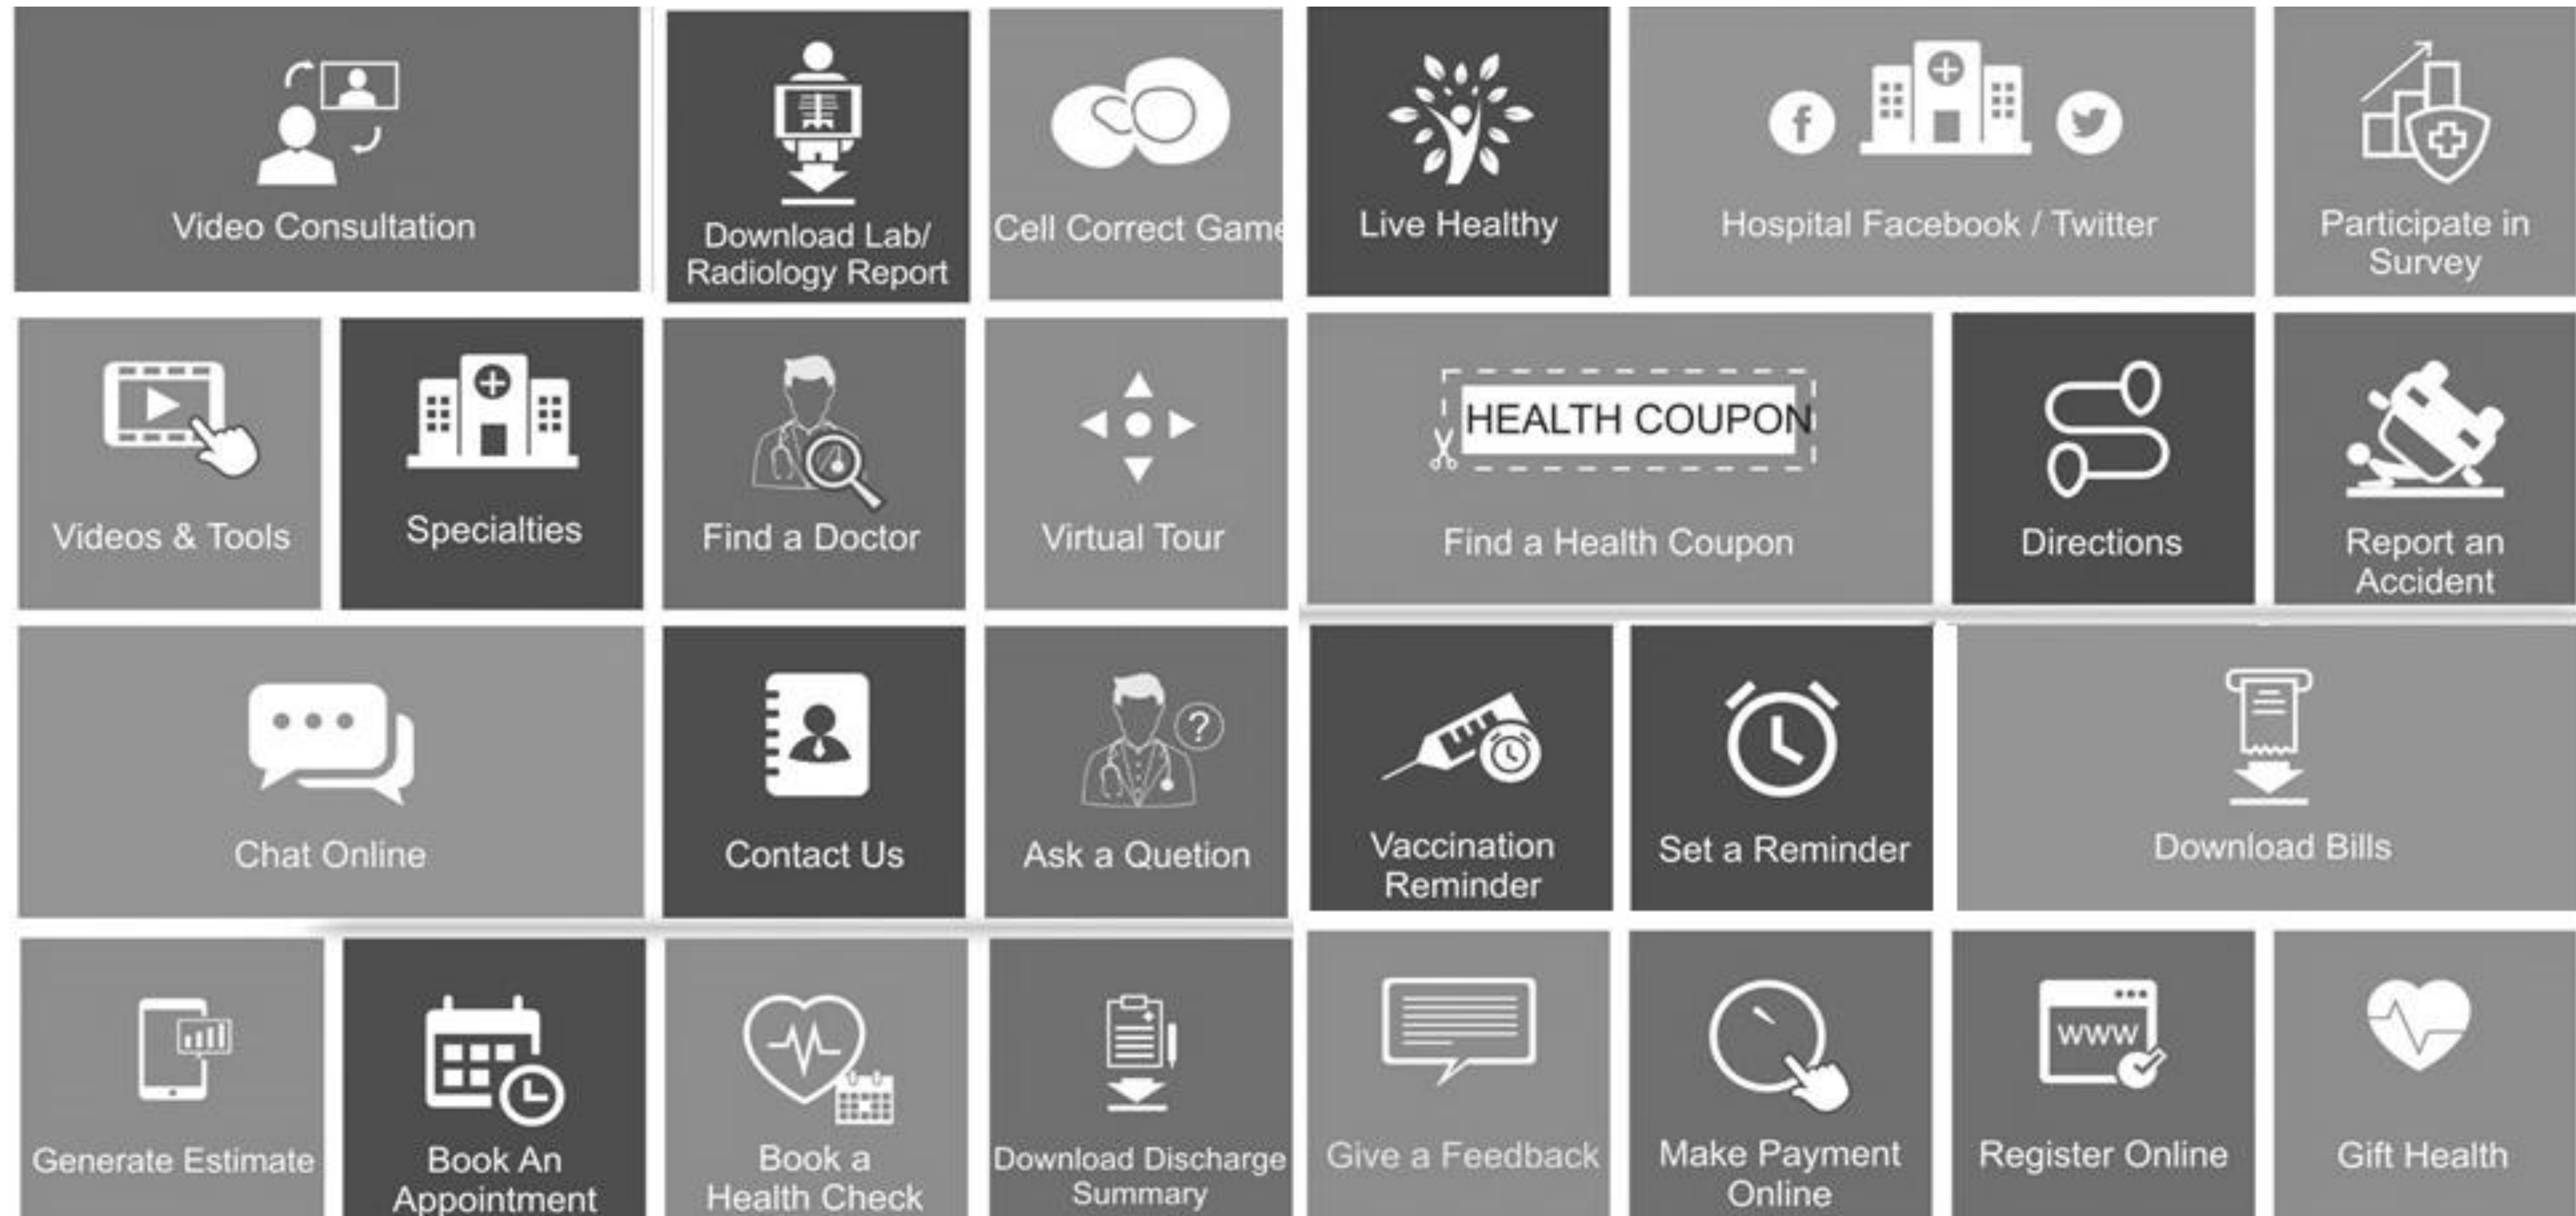 Video Consultation
Download Lab/
Radiology Report
Cell Correct Game
Live Healthy
f
Hospital Facebook / Twitter
Participate in
Survey
Videos & Tools
Specialties
Find a Doctor
Virtual Tour
HEALTH COUPON
Find a Health Coupon
Directions
Report an
Accident
Chat Online
Contact Us
?
Ask a Quetion
Vaccination
Reminder
Set a Reminder
Download Bills
Generate Estimate
Book An
Appointment
Book a
Health Check
Download Discharge
Summary
Give a Feedback
Make Payment
Online
www
Register Online
Gift Health